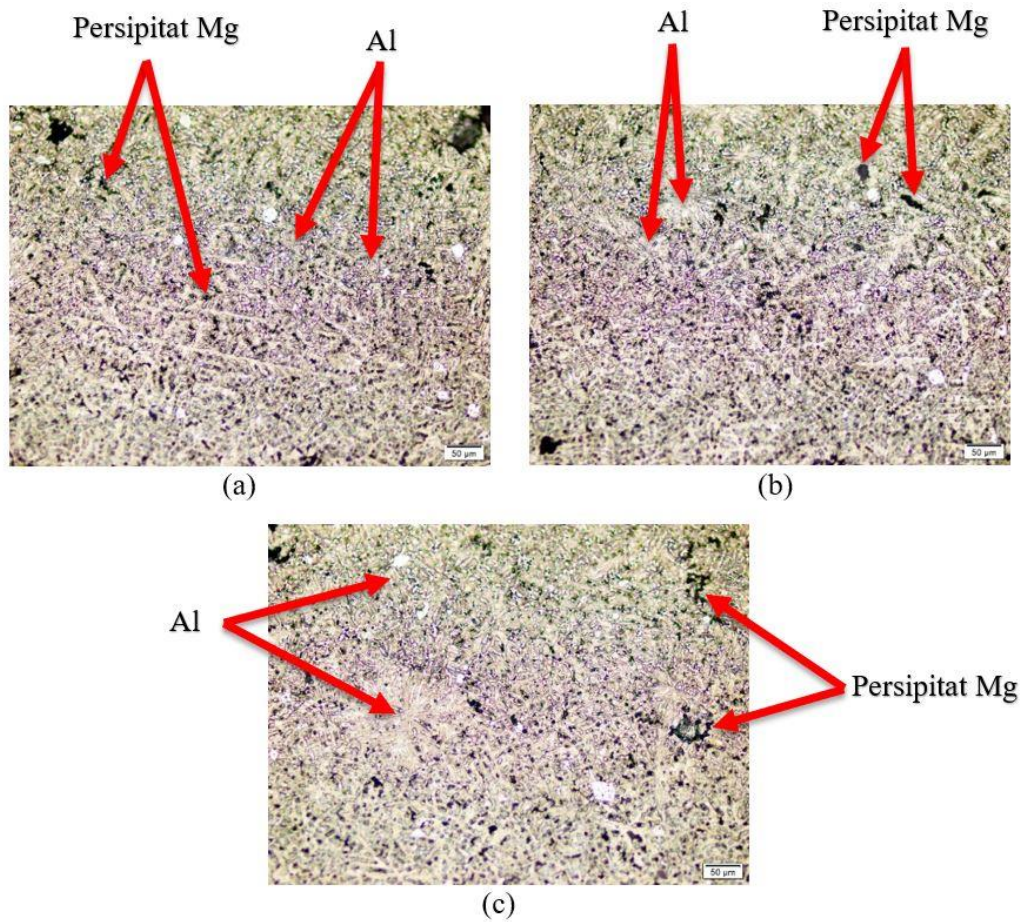 Persipitat Mg
Al
Al
Persipitat Mg
50 µm
50 µm
(a)
(b)
Al
Persipitat Mg
50 µm
(c)